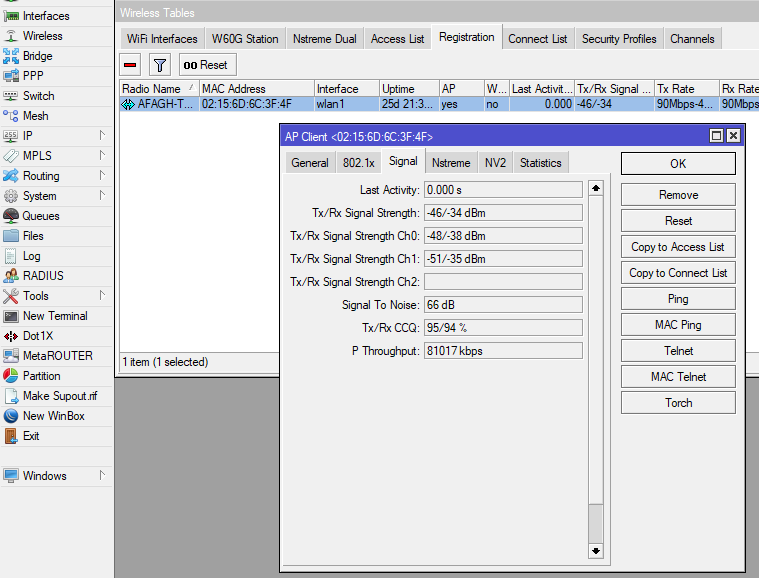 Wireless Tables
Interfaces
Wireless
Bridge
PPP
Switch
Mesh
IP
MPLS
Routing
System
Queues
Files
Log
RADIUS
Tools
New Terminal
Dot1X
MetaROUTER
Partition
Make Supout.rif
New WinBox
Exit
Windows
WiFi Interfaces W60G Station Nstreme Dual Access List Registration Connect List Security Profiles Channels
00 Reset
Radio Name MAC Address Interface Uptime AP W... Last Activit... Tx/Rx Signal ... Tx Rate Rx Rate
AFAGH-T... 02:15:6D:6C:3F:4F wlan1 25d 21:3... yes no 0.000 -46/-34 90Mbps-4... 90Mbps
1 item (1 selected)
AP Client <02:15:6D:6C:3F:4F>
General 802.1x Signal Nstreme NV2 Statistics
Last Activity: 0.000 s
Tx/Rx Signal Strength: -46/-34 dBm
Tx/Rx Signal Strength Ch0: -48/-38 dBm
Tx/Rx Signal Strength Ch1: -51/-35 dBm
Tx/Rx Signal Strength Ch2:
Signal To Noise: 66 dB
Tx/Rx CCQ: 95/94 %
P Throughput: 81017 kbps
OK
Remove
Reset
Copy to Access List
Copy to Connect List
Ping
MAC Ping
Telnet
MAC Telnet
Torch